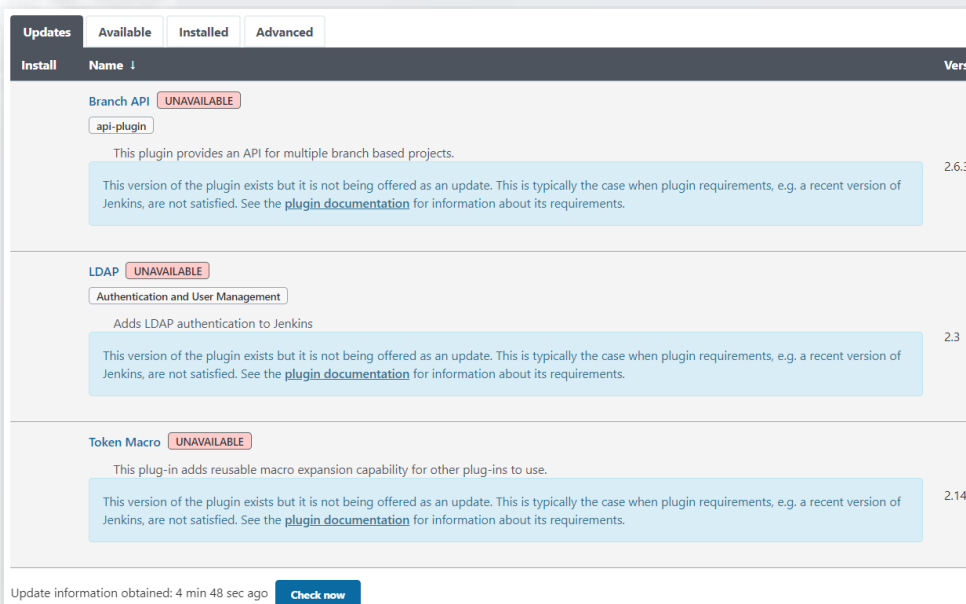 Updates Available Installed Advanced
Install Name ↓ Vers
Branch API UNAVAILABLE
api-plugin
This plugin provides an API for multiple branch based projects.
2.6.3
This version of the plugin exists but it is not being offered as an update. This is typically the case when plugin requirements, e.g. a recent version of
Jenkins, are not satisfied. See the plugin documentation for information about its requirements.
LDAP UNAVAILABLE
Authentication and User Management
Adds LDAP authentication to Jenkins
2.3
This version of the plugin exists but it is not being offered as an update. This is typically the case when plugin requirements, e.g. a recent version of
Jenkins, are not satisfied. See the plugin documentation for information about its requirements.
Token Macro UNAVAILABLE
This plug-in adds reusable macro expansion capability for other plug-ins to use.
2.14
This version of the plugin exists but it is not being offered as an update. This is typically the case when plugin requirements, e.g. a recent version of
Jenkins, are not satisfied. See the plugin documentation for information about its requirements.
Update information obtained: 4 min 48 sec ago Check now